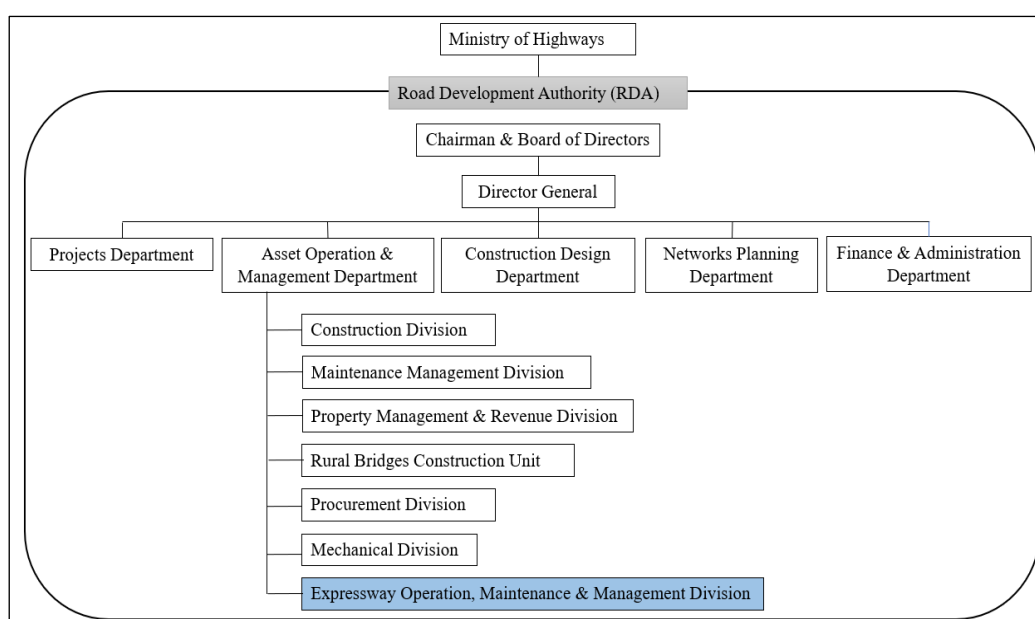 Ministry of Highways
Road Development Authority (RDA)
Chairman & Board of Directors
Director General
Projects Department
Asset Operation &
Management Department
Construction Design
Department
Networks Planning
Department
Finance & Administration
Department
Construction Division
Maintenance Management Division
Property Management & Revenue Division
Rural Bridges Construction Unit
Procurement Division
Mechanical Division
Expressway Operation, Maintenance & Management Division